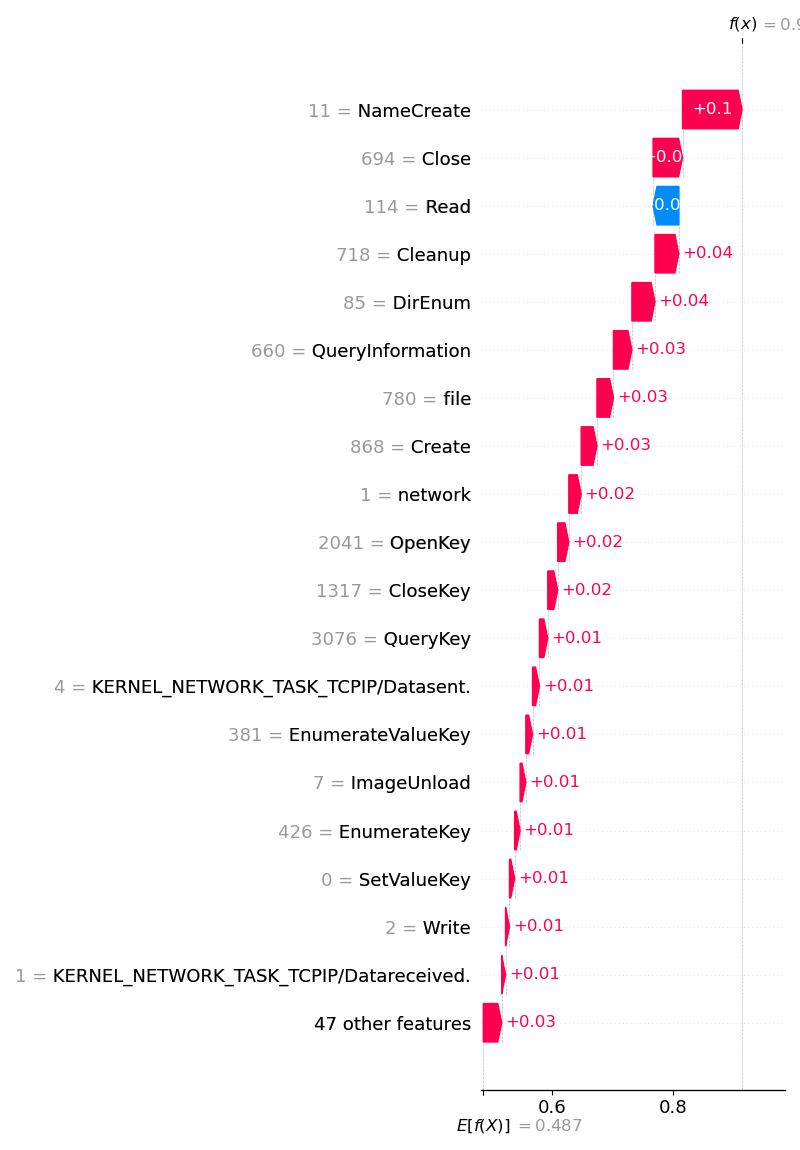 f(x) = 0.9
11 = NameCreate
+0.1
694 = Close
+0.0
114 = Read
0.0
718 = Cleanup
+0.04
85 = DirEnum
+0.04
660 = QueryInformation
+0.03
780 = file
+0.03
868 = Create
+0.03
1 = network
+0.02
2041 = OpenKey
+0.02
1317 = CloseKey
+0.02
3076 = QueryKey
+0.01
4 = KERNEL_NETWORK_TASK_TCPIP/Datasent.
+0.01
381 = EnumerateValueKey
+0.01
7 = ImageUnload
+0.01
426 = EnumerateKey
+0.01
0 = SetValueKey
+0.01
2 = Write
+0.01
1 = KERNEL_NETWORK_TASK_TCPIP/Datareceived.
+0.01
47 other features
+0.03
0.6 0.8
E[f(X)] = 0.487